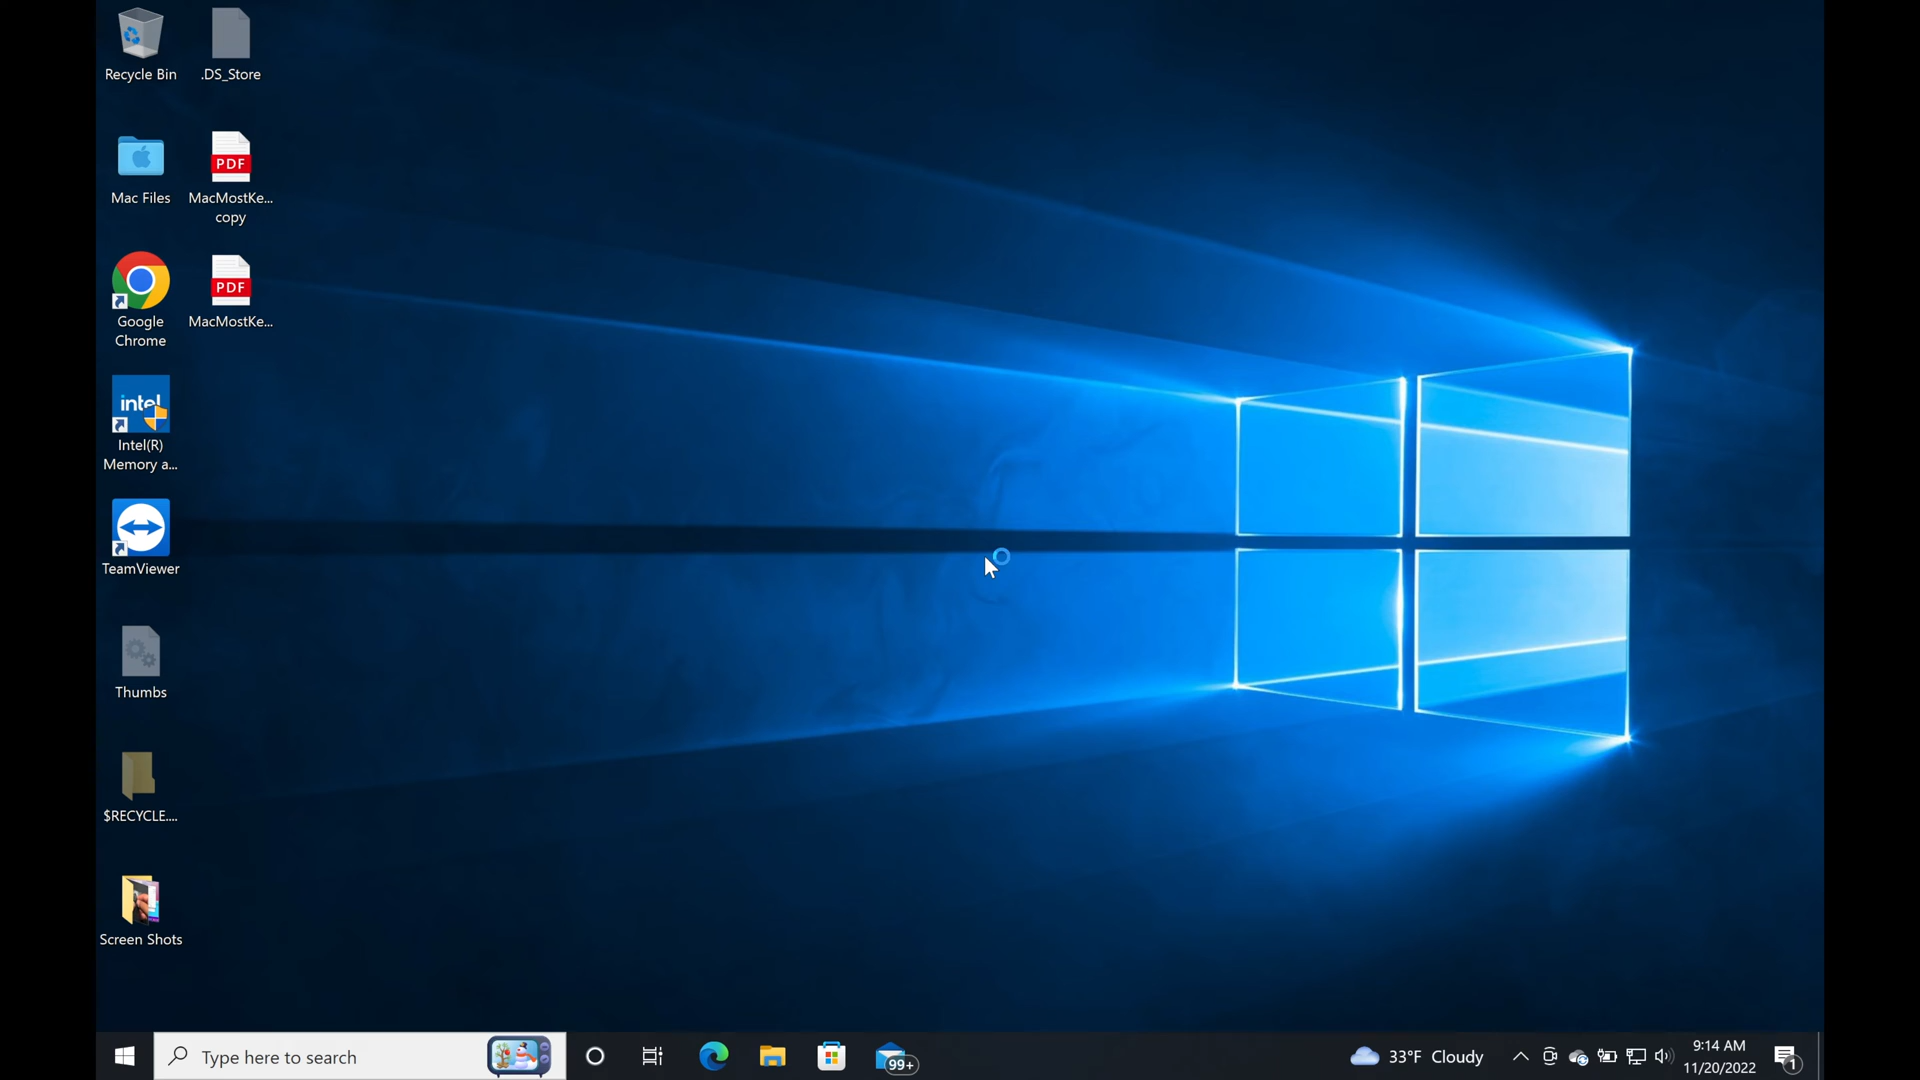 Recycle Bin
.DS_Store
Mac Files
PDF
MacMostKe...
copy
Google
Chrome
PDF
MacMostKe...
intel
Intel(R)
Memory a...
TeamViewer
Thumbs
$RECYCLE....
Screen Shots
Type here to search
99+
33°F Cloudy
9:14 AM
11/20/2022
1